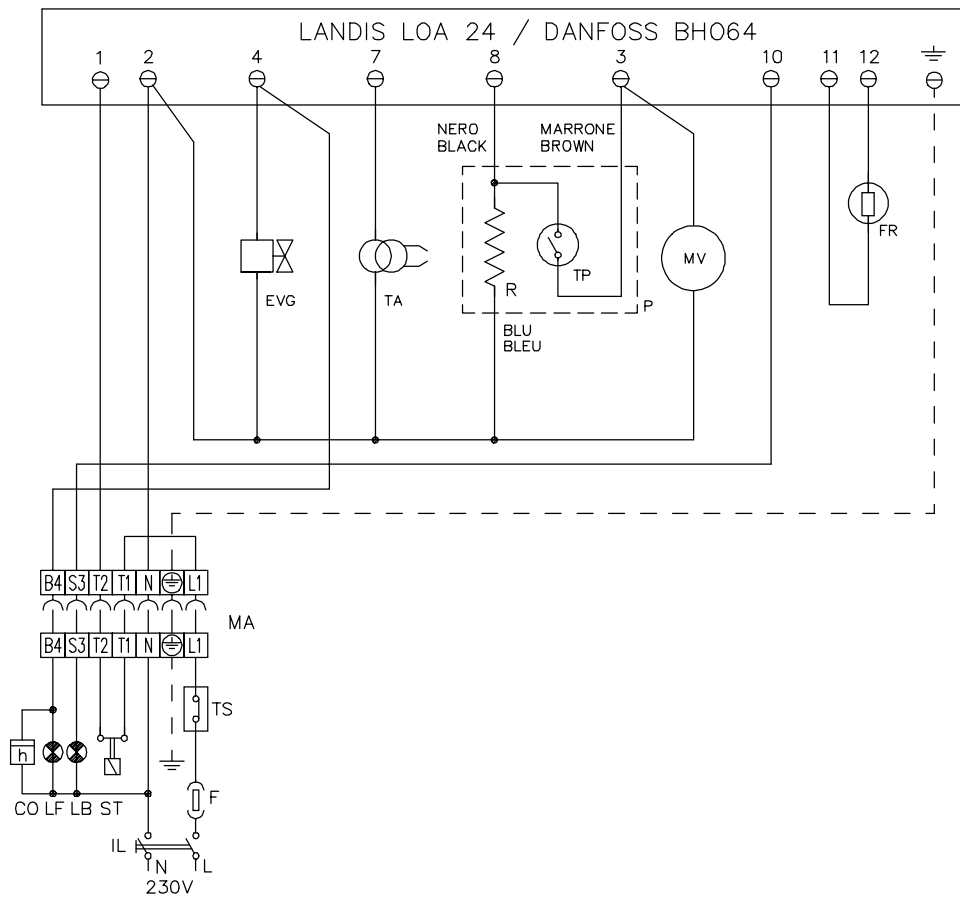 LANDIS LOA 24 / DANFOSS BHO64
1 2 4 7 8 3 10 11 12
NERO
BLACK
MARRONE
BROWN
FR
MV
TP
EVG
TA
R
P
BLU
BLEU
B4 S3 T2 T1 N L1
MA
B4 S3 T2 T1 N L1
TS
h
CO LF LB ST
F
IL
N
L
230V